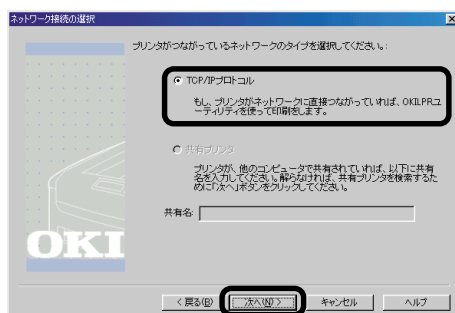 ネットワーク接続の選択
プリンタがつながっているネットワークのタイプを選択してください。:
TCP/IPプロトコル
もし、プリンタがネットワークに直接つながっていれば、OKILPRユ
ーティリティを使って印刷をします。
共有プリンタ
プリンタが、他のコンピュータで共有されていれば、以下に共有
名を入力してください。解らなければ、共有プリンタを検索するた
めに「次へ」ボタンをクリックしてください。
共有名:
OKI
< 戻る(B)
次へ(N) >
キャンセル
ヘルプ